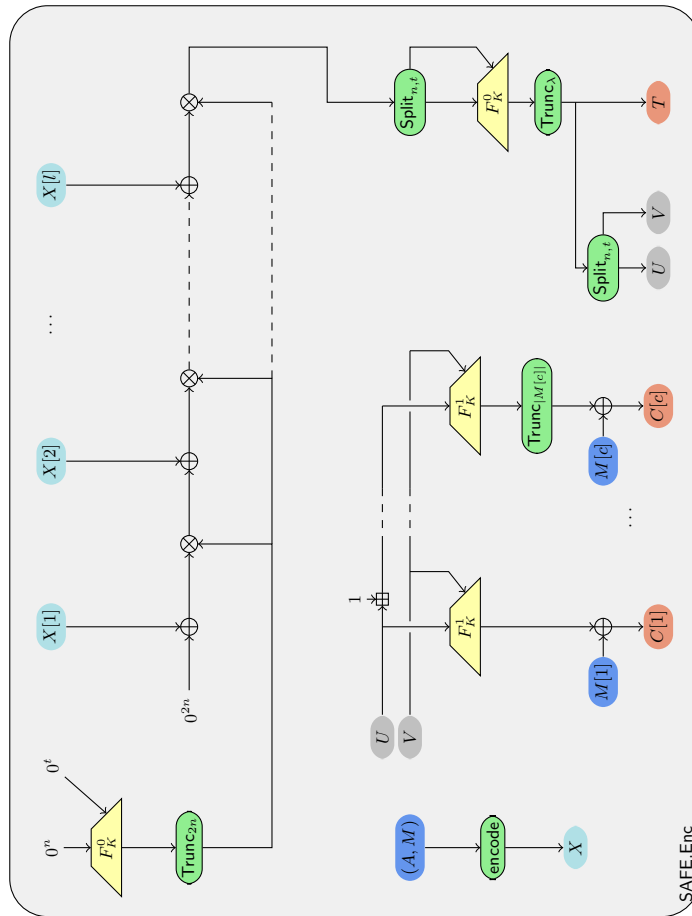 0^n 0^t
X[1] X[2] ... X[l]
F_K^0
0^{2n}
Trunc_{2n}
Split_{n,t}
F_K^0
Trunc_λ
T
Split_{n,t}
U V
(A, M)
encode
X
U
V
1
F_K^1 F_K^1
Trunc_{|M[c]|}
M[1] ... M[c]
C[1] C[c]
SAFE.Enc